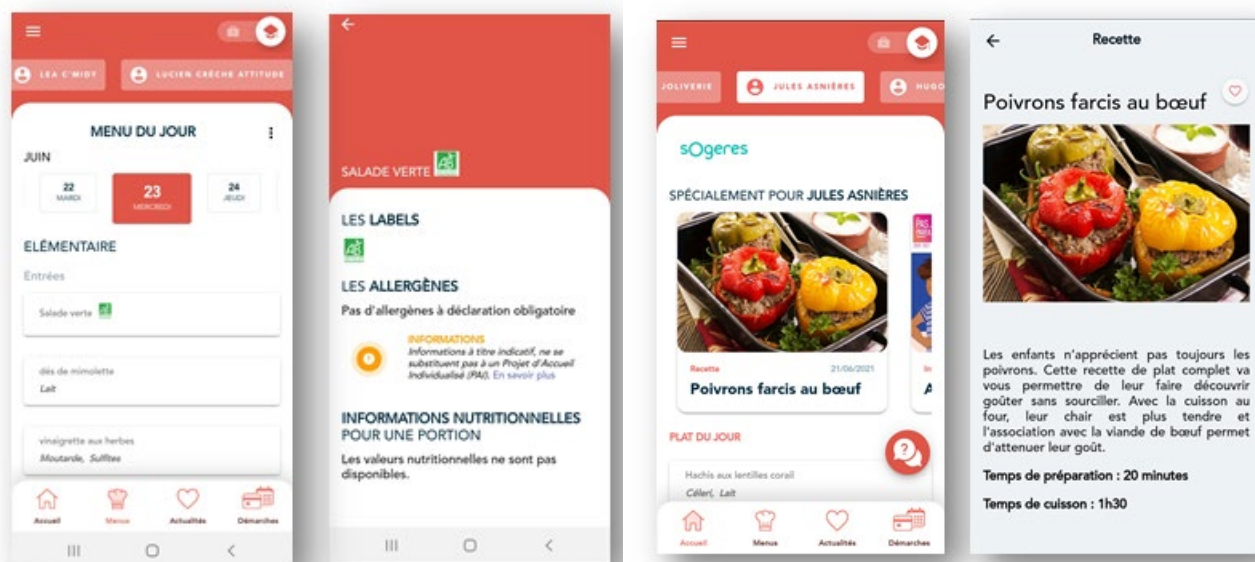 LEA C'MIDY
LUCIEN CRÈCHE ATTITUDE
MENU DU JOUR
JUIN
22
MARDI
23
MERCREDI
24
JEUDI
ELÉMENTAIRE
Entrées
Salade verte
dés de mimolette
Lait
vinaigrette aux herbes
Moutarde, Sulfites
Accueil
Menus
Actualités
Démarches
SALADE VERTE AB
LES LABELS
AB
LES ALLERGÈNES
Pas d'allergènes à déclaration obligatoire
INFORMATIONS
Informations à titre indicatif, ne se
substituent pas à un Projet d'Accueil
Individualisé (PAI). En savoir plus
INFORMATIONS NUTRITIONNELLES
POUR UNE PORTION
Les valeurs nutritionnelles ne sont pas
disponibles.
JOLIVERIE
JULES ASNIÈRES
HUGO
sOgeres
SPÉCIALEMENT POUR JULES ASNIÈRES
Recette
21/06/2021
Poivrons farcis au bœuf
A
PLAT DU JOUR
Hachis aux lentilles corail
Céleri, Lait
Accueil
Menus
Actualités
Démarches
Recette
Poivrons farcis au bœuf
Les enfants n'apprécient pas toujours les
poivrons. Cette recette de plat complet va
vous permettre de leur faire découvrir
goûter sans sourciller. Avec la cuisson au
four, leur chair est plus tendre et
l'association avec la viande de bœuf permet
d'attenuer leur goût.
Temps de préparation : 20 minutes
Temps de cuisson : 1h30